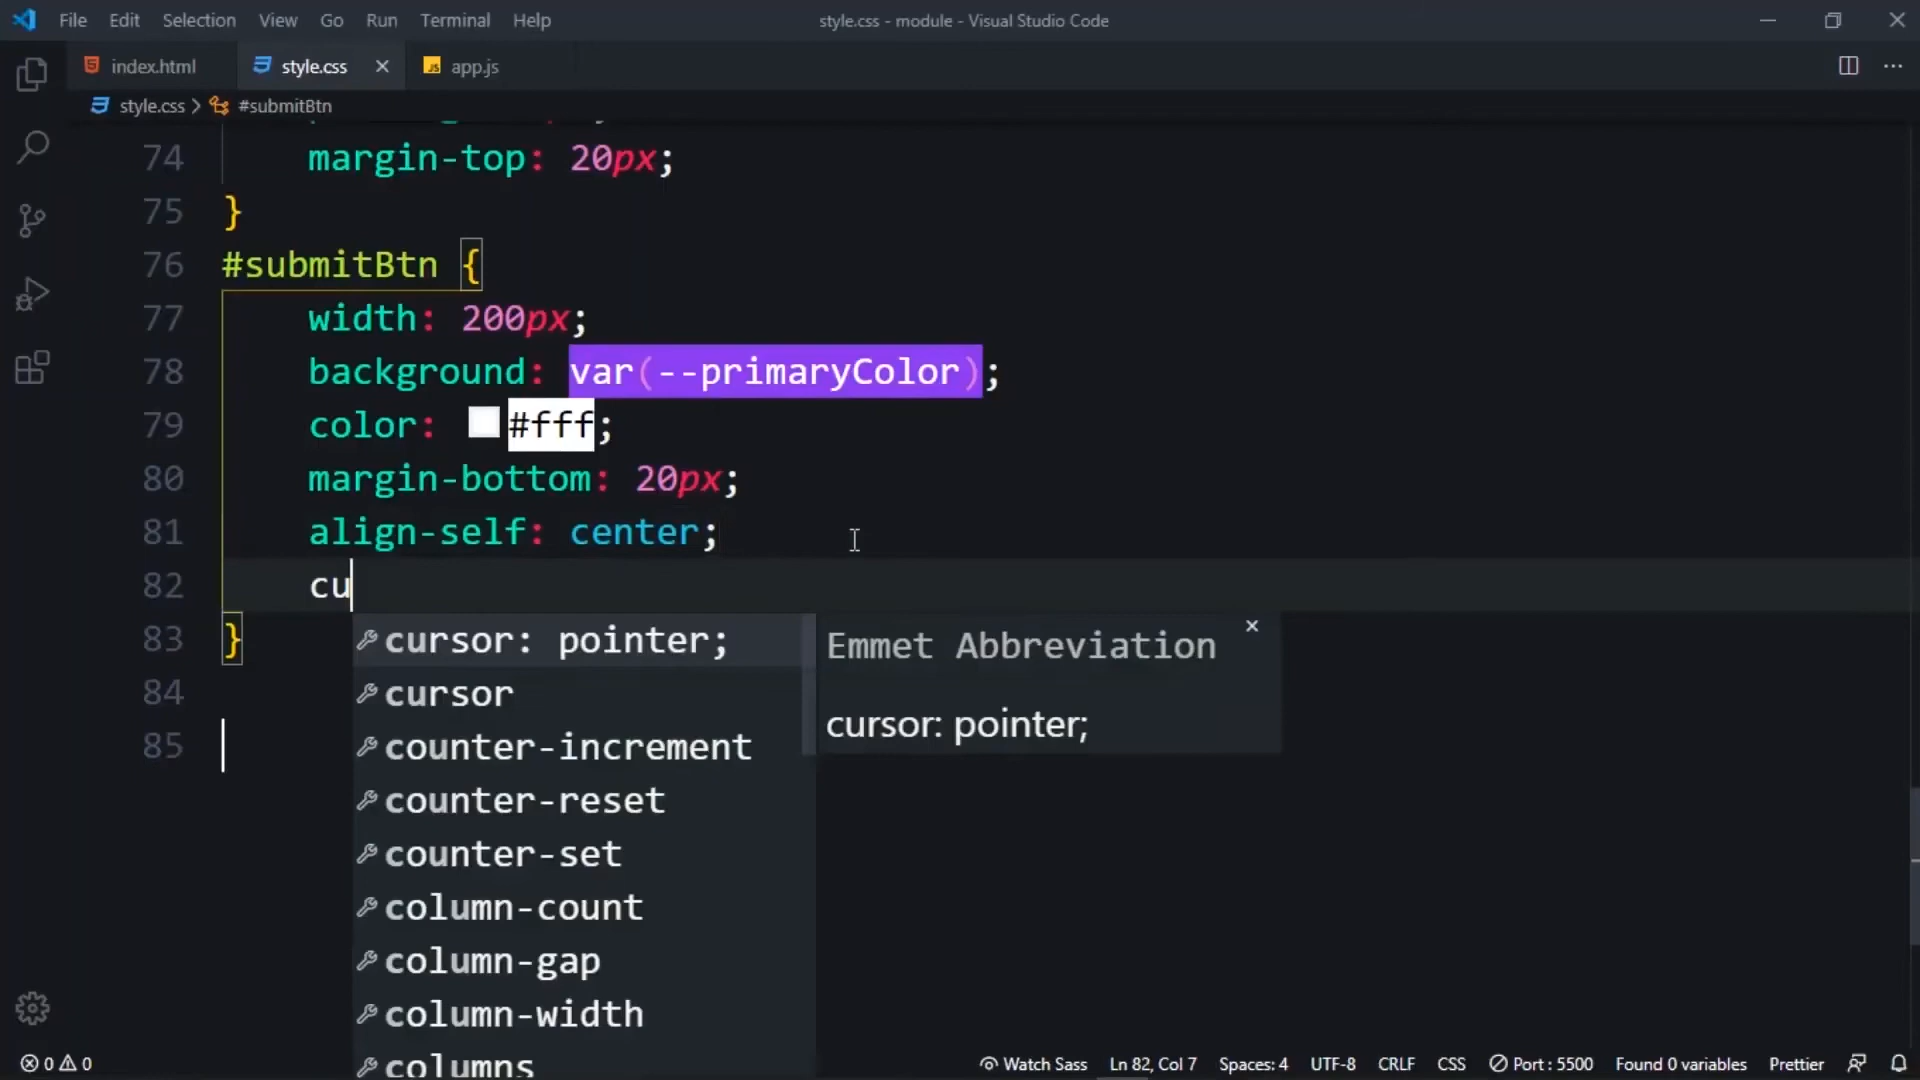 File Edit Selection View Go Run Terminal Help style.css - module - Visual Studio Code
index.html style.css app.js
style.css > #submitBtn
74 margin-top: 20px;
75 }
76 #submitBtn {
77 width: 200px;
78 background: var(--primaryColor);
79 color: #fff;
80 margin-bottom: 20px;
81 align-self: center;
82 cu
83 }
84
85
cursor: pointer;
cursor
counter-increment
counter-reset
counter-set
column-count
column-gap
column-width
columns
Emmet Abbreviation
cursor: pointer;
0 0 Watch Sass Ln 82, Col 7 Spaces: 4 UTF-8 CRLF CSS Port : 5500 Found 0 variables Prettier